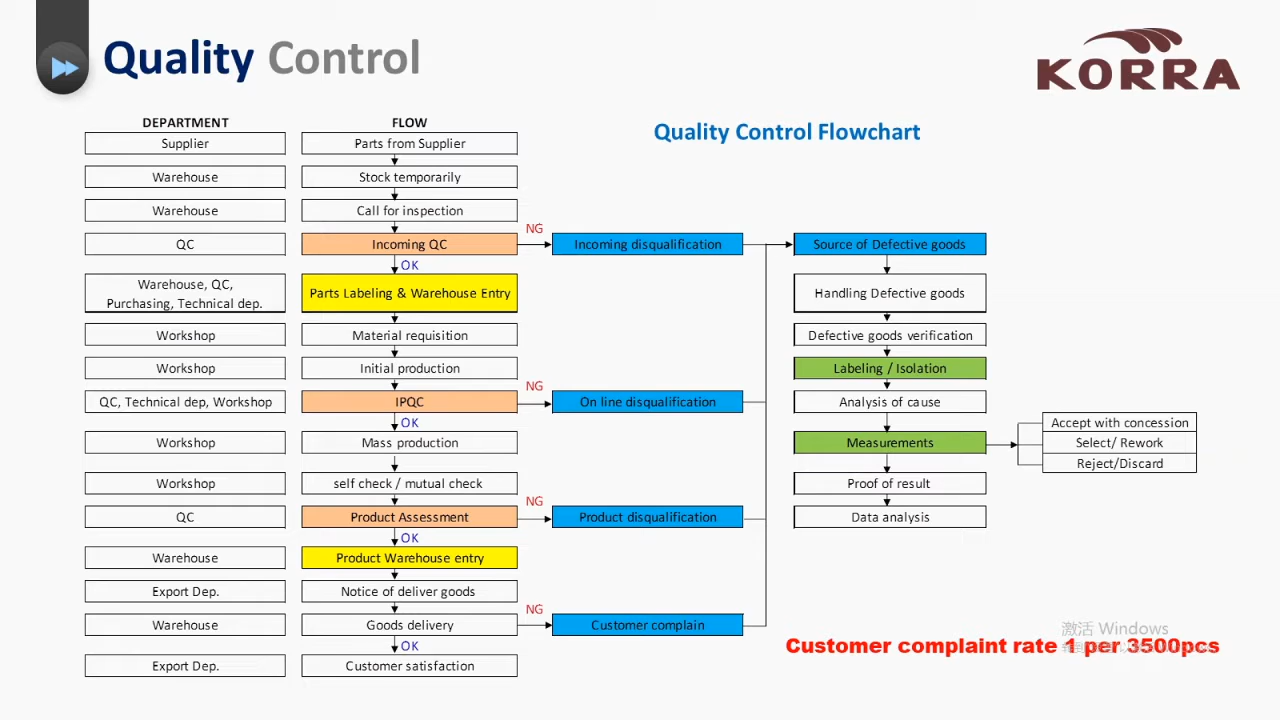 Quality Control
KORRA
DEPARTMENT FLOW
Quality Control Flowchart
Supplier Parts from Supplier
Warehouse Stock temporarily
Warehouse Call for inspection
NG
QC Incoming QC Incoming disqualification Source of Defective goods
OK
Warehouse, QC,
Purchasing, Technical dep.
Parts Labeling & Warehouse Entry Handling Defective goods
Workshop Material requisition Defective goods verification
Workshop Initial production Labeling / Isolation
NG
QC, Technical dep, Workshop IPQC On line disqualification Analysis of cause
OK
Accept with concession
Workshop Mass production Measurements Select/ Rework
Reject/Discard
Workshop self check / mutual check Proof of result
NG
QC Product Assessment Product disqualification Data analysis
OK
Warehouse Product Warehouse entry
Export Dep. Notice of deliver goods
NG
Warehouse Goods delivery Customer complain
激活 Windows
OK
Customer complaint rate 1 per 3500pcs
Export Dep. Customer satisfaction